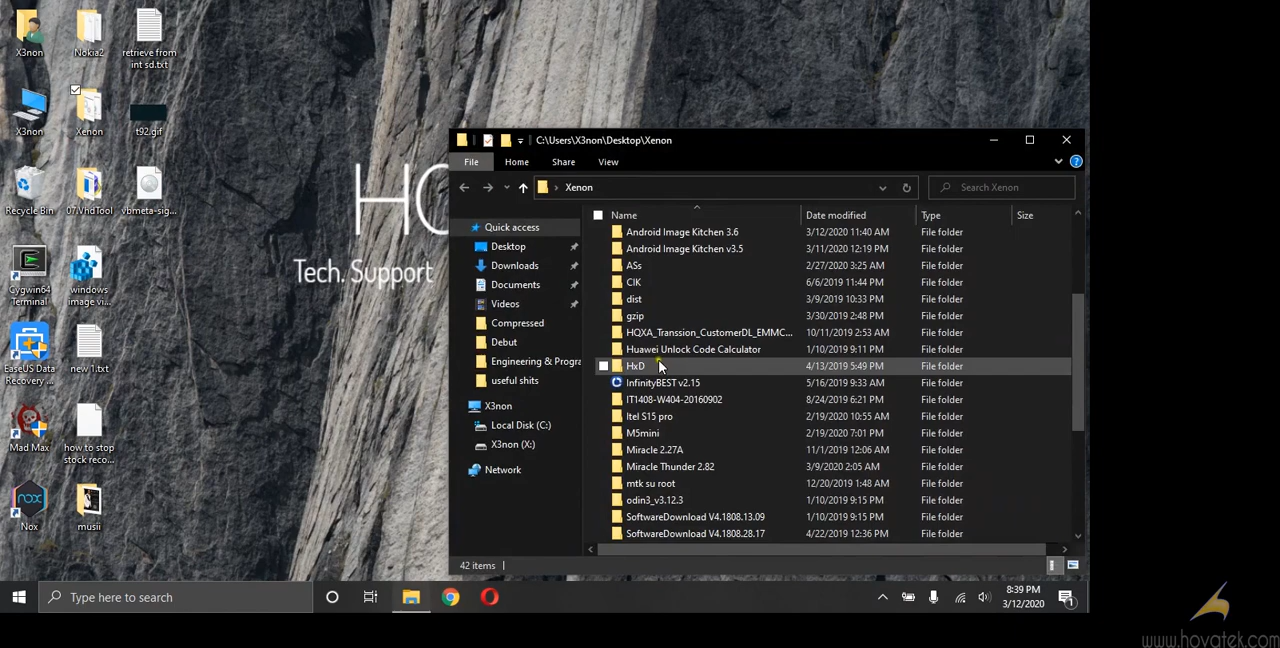 X3non
Nokia2
retrieve from
int sd.txt
X3non
Xenon
t92.gif
Recycle Bin
07.VhdTool
vbmeta-sig...
Cygwin64
Terminal
windows
image vi...
EaseUS Data
Recovery ...
new 1.txt
Mad Max
how to stop
stock reco...
Nox
musii
Tech. Support
C:\Users\X3non\Desktop\Xenon
File Home Share View
Xenon
Search Xenon
Quick access
Desktop
Downloads
Documents
Videos
Compressed
Debut
Engineering & Progra
useful shits
X3non
Local Disk (C:)
X3non (X:)
Network
Name Date modified Type Size
Android Image Kitchen 3.6 3/12/2020 11:40 AM File folder
Android Image Kitchen v3.5 3/11/2020 12:19 PM File folder
ASs 2/27/2020 3:25 AM File folder
CIK 6/6/2019 11:44 PM File folder
dist 3/9/2019 10:33 PM File folder
gzip 3/30/2019 2:48 PM File folder
HQXA_Transsion_CustomerDL_EMMC... 10/11/2019 2:53 AM File folder
Huawei Unlock Code Calculator 1/10/2019 9:11 PM File folder
HxD 4/13/2019 5:49 PM File folder
InfinityBEST v2.15 5/16/2019 9:33 AM File folder
IT1408-W404-20160902 8/24/2019 6:21 PM File folder
Itel S15 pro 2/19/2020 10:55 AM File folder
M5mini 2/19/2020 7:01 PM File folder
Miracle 2.27A 11/1/2019 12:06 AM File folder
Miracle Thunder 2.82 3/9/2020 2:05 AM File folder
mtk su root 12/20/2019 1:48 AM File folder
odin3_v3.12.3 1/10/2019 9:15 PM File folder
SoftwareDownload V4.1808.13.09 1/10/2019 9:15 PM File folder
SoftwareDownload V4.1808.28.17 4/22/2019 12:36 PM File folder
42 items
Type here to search
8:39 PM
3/12/2020
www.hovatek.com